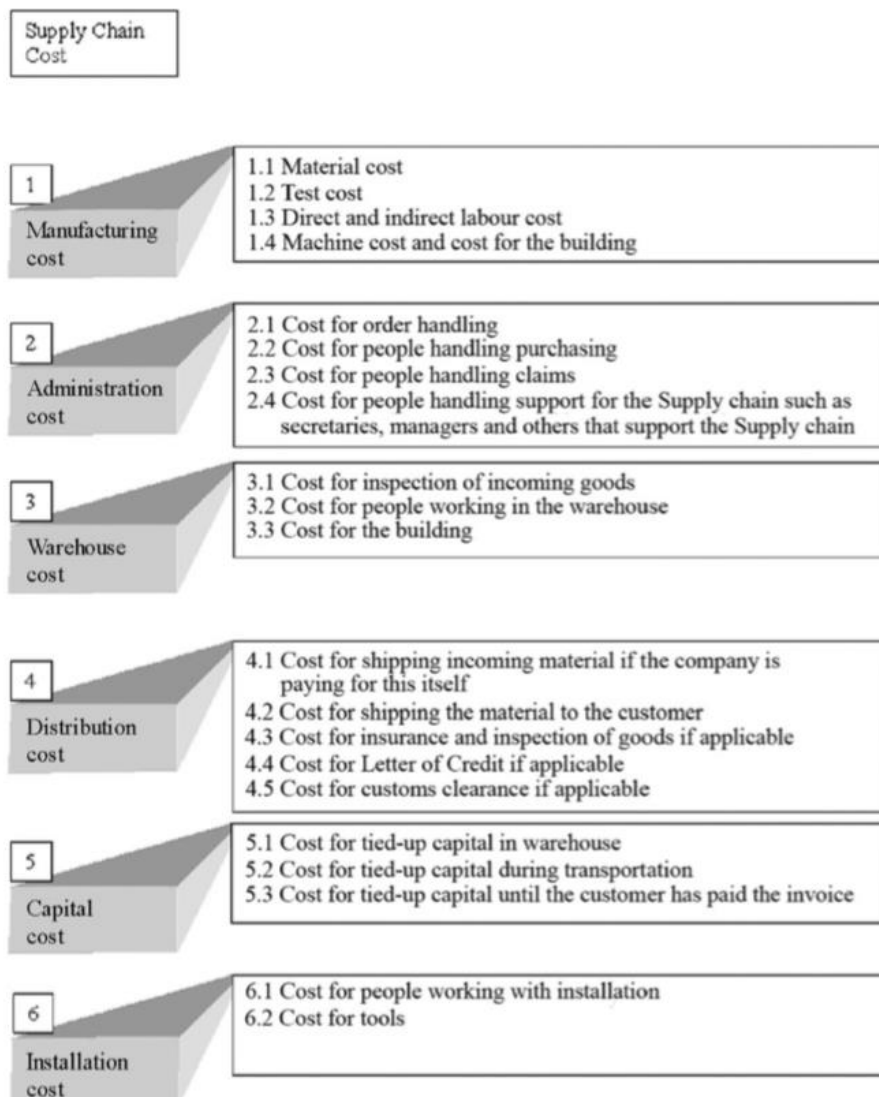 Supply Chain
Cost
1
Manufacturing
cost
1.1 Material cost
1.2 Test cost
1.3 Direct and indirect labour cost
1.4 Machine cost and cost for the building
2
Administration
cost
2.1 Cost for order handling
2.2 Cost for people handling purchasing
2.3 Cost for people handling claims
2.4 Cost for people handling support for the Supply chain such as
secretaries, managers and others that support the Supply chain
3
Warehouse
cost
3.1 Cost for inspection of incoming goods
3.2 Cost for people working in the warehouse
3.3 Cost for the building
4
Distribution
cost
4.1 Cost for shipping incoming material if the company is
paying for this itself
4.2 Cost for shipping the material to the customer
4.3 Cost for insurance and inspection of goods if applicable
4.4 Cost for Letter of Credit if applicable
4.5 Cost for customs clearance if applicable
5
Capital
cost
5.1 Cost for tied-up capital in warehouse
5.2 Cost for tied-up capital during transportation
5.3 Cost for tied-up capital until the customer has paid the invoice
6
Installation
cost
6.1 Cost for people working with installation
6.2 Cost for tools